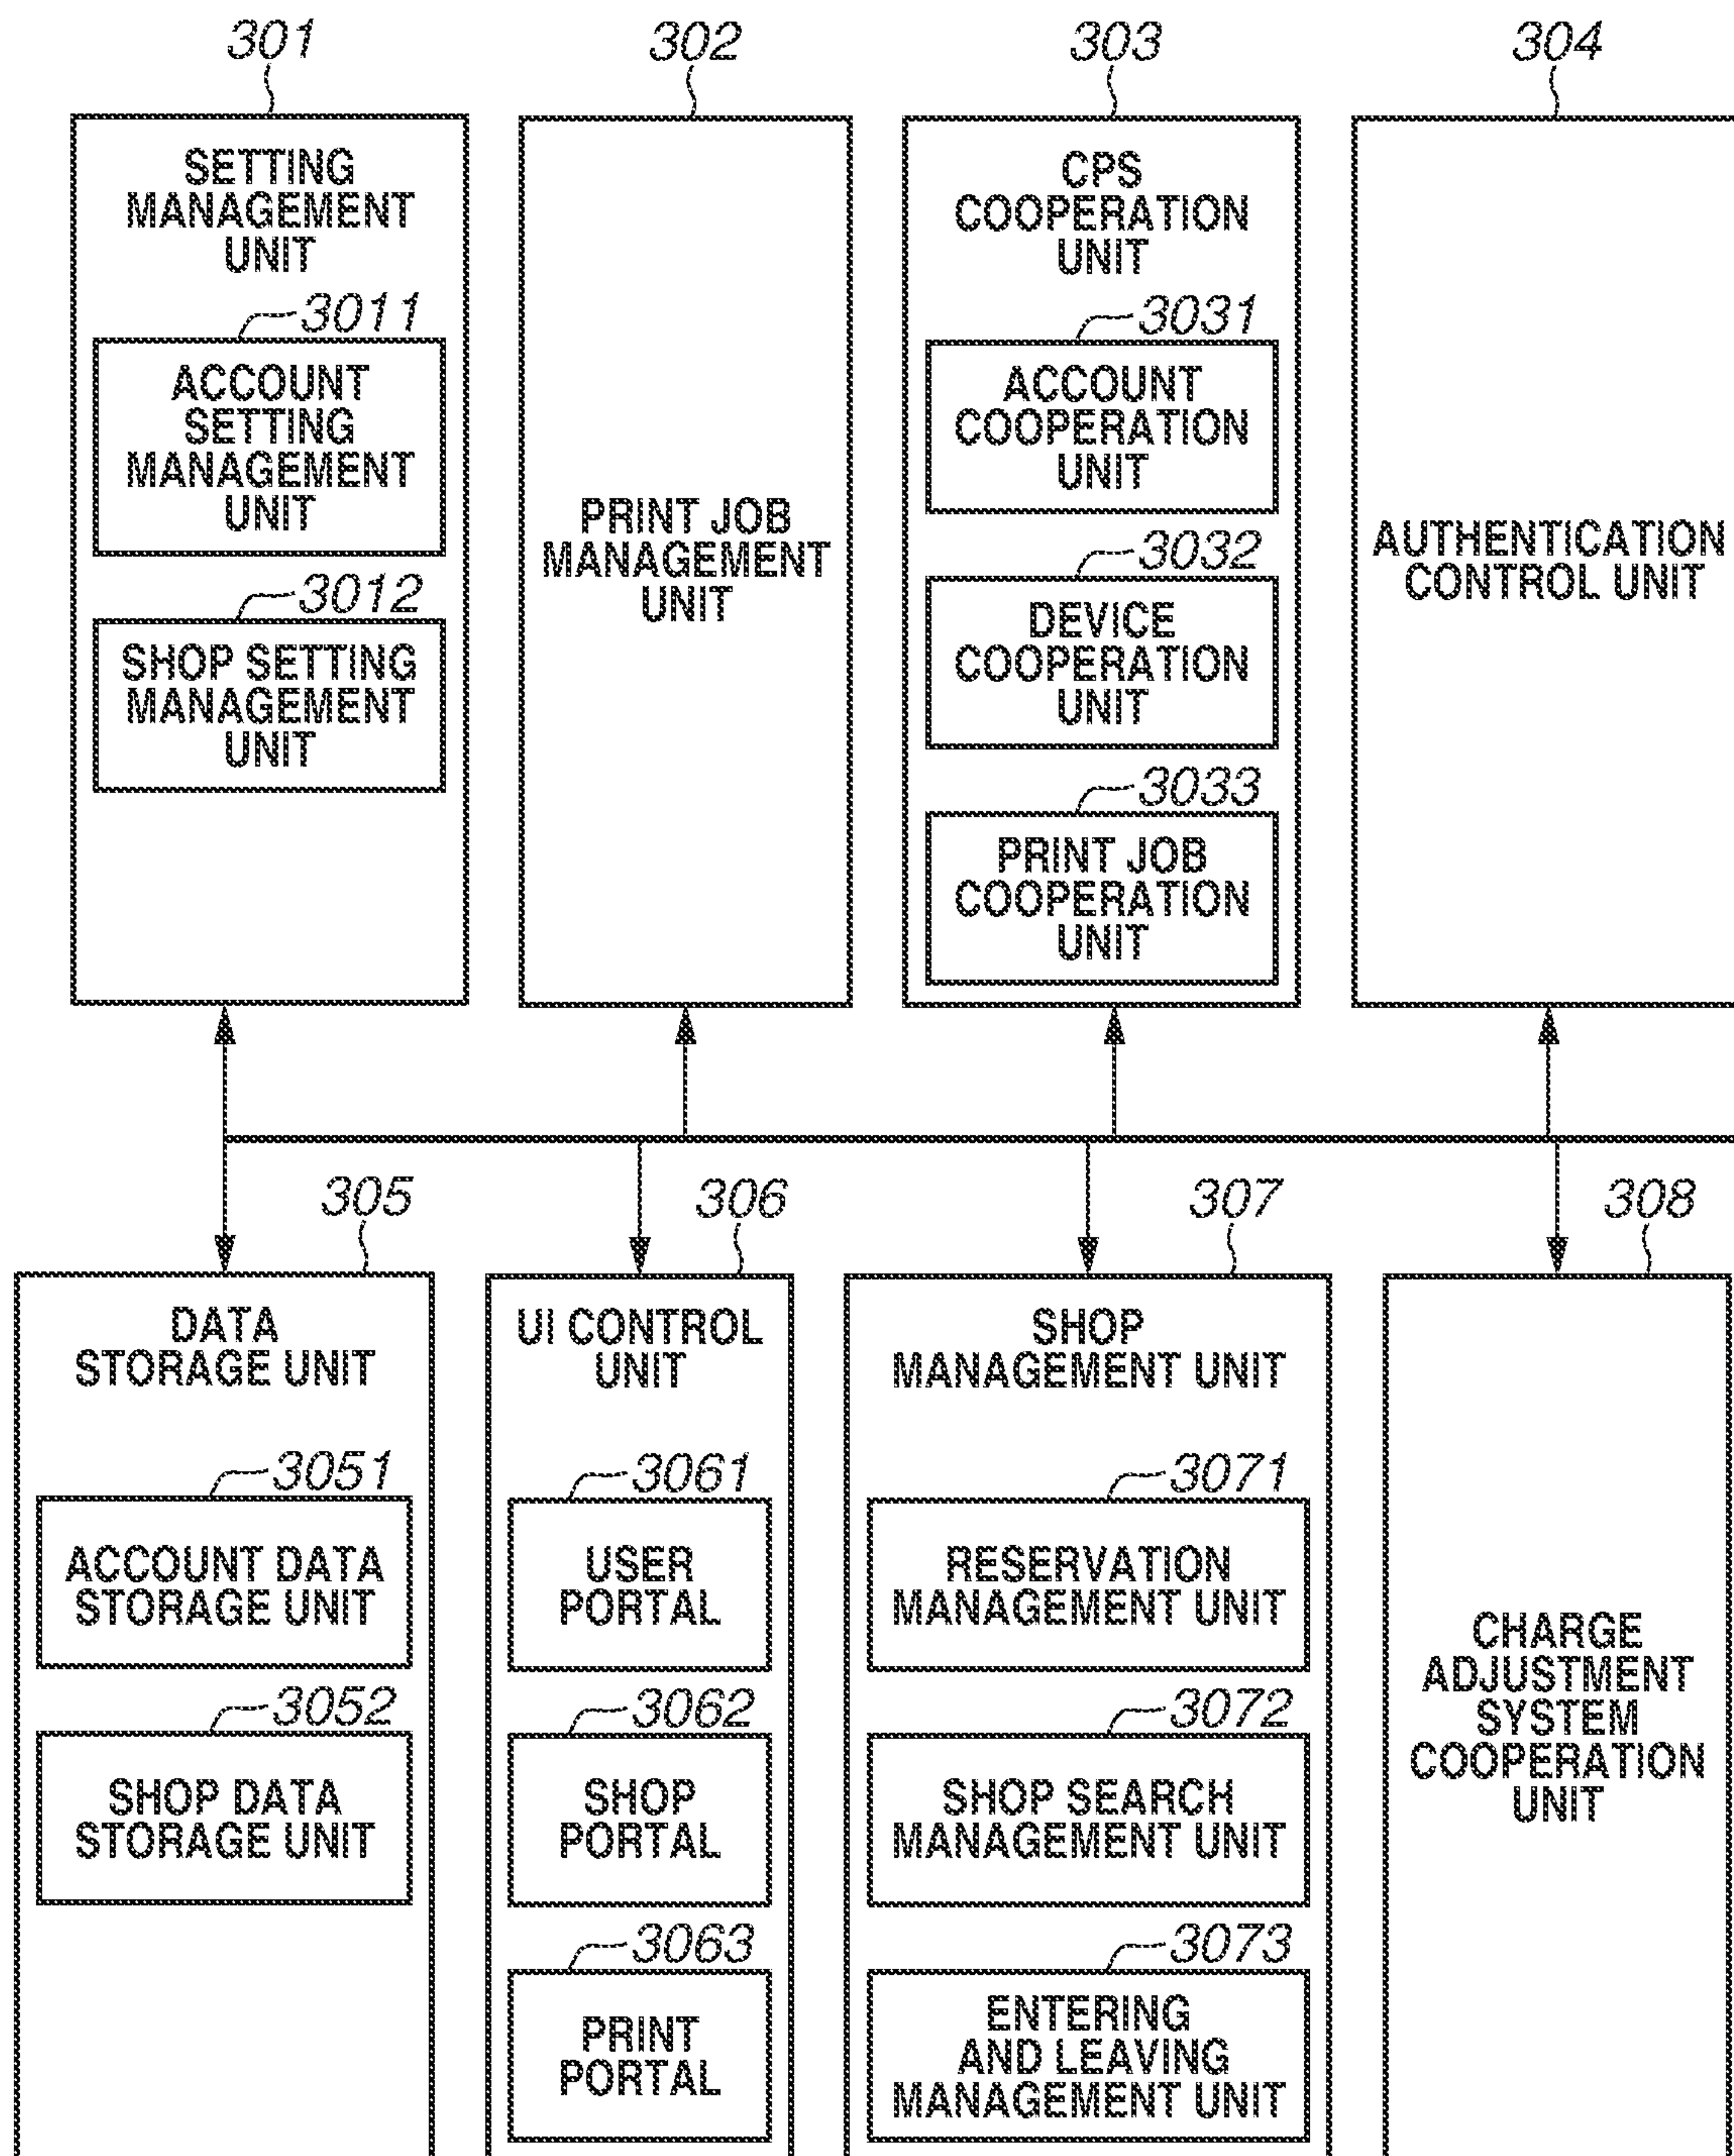 301
SETTING
MANAGEMENT
UNIT
3011
ACCOUNT
SETTING
MANAGEMENT
UNIT
3012
SHOP SETTING
MANAGEMENT
UNIT
302
PRINT JOB
MANAGEMENT
UNIT
303
CPS
COOPERATION
UNIT
3031
ACCOUNT
COOPERATION
UNIT
3032
DEVICE
COOPERATION
UNIT
3033
PRINT JOB
COOPERATION
UNIT
304
AUTHENTICATION
CONTROL UNIT
305
DATA
STORAGE UNIT
3051
ACCOUNT DATA
STORAGE UNIT
3052
SHOP DATA
STORAGE UNIT
306
UI CONTROL
UNIT
3061
USER
PORTAL
3062
SHOP
PORTAL
3063
PRINT
PORTAL
307
SHOP
MANAGEMENT UNIT
3071
RESERVATION
MANAGEMENT UNIT
3072
SHOP SEARCH
MANAGEMENT UNIT
3073
ENTERING
AND LEAVING
MANAGEMENT UNIT
308
CHARGE
ADJUSTMENT
SYSTEM
COOPERATION
UNIT